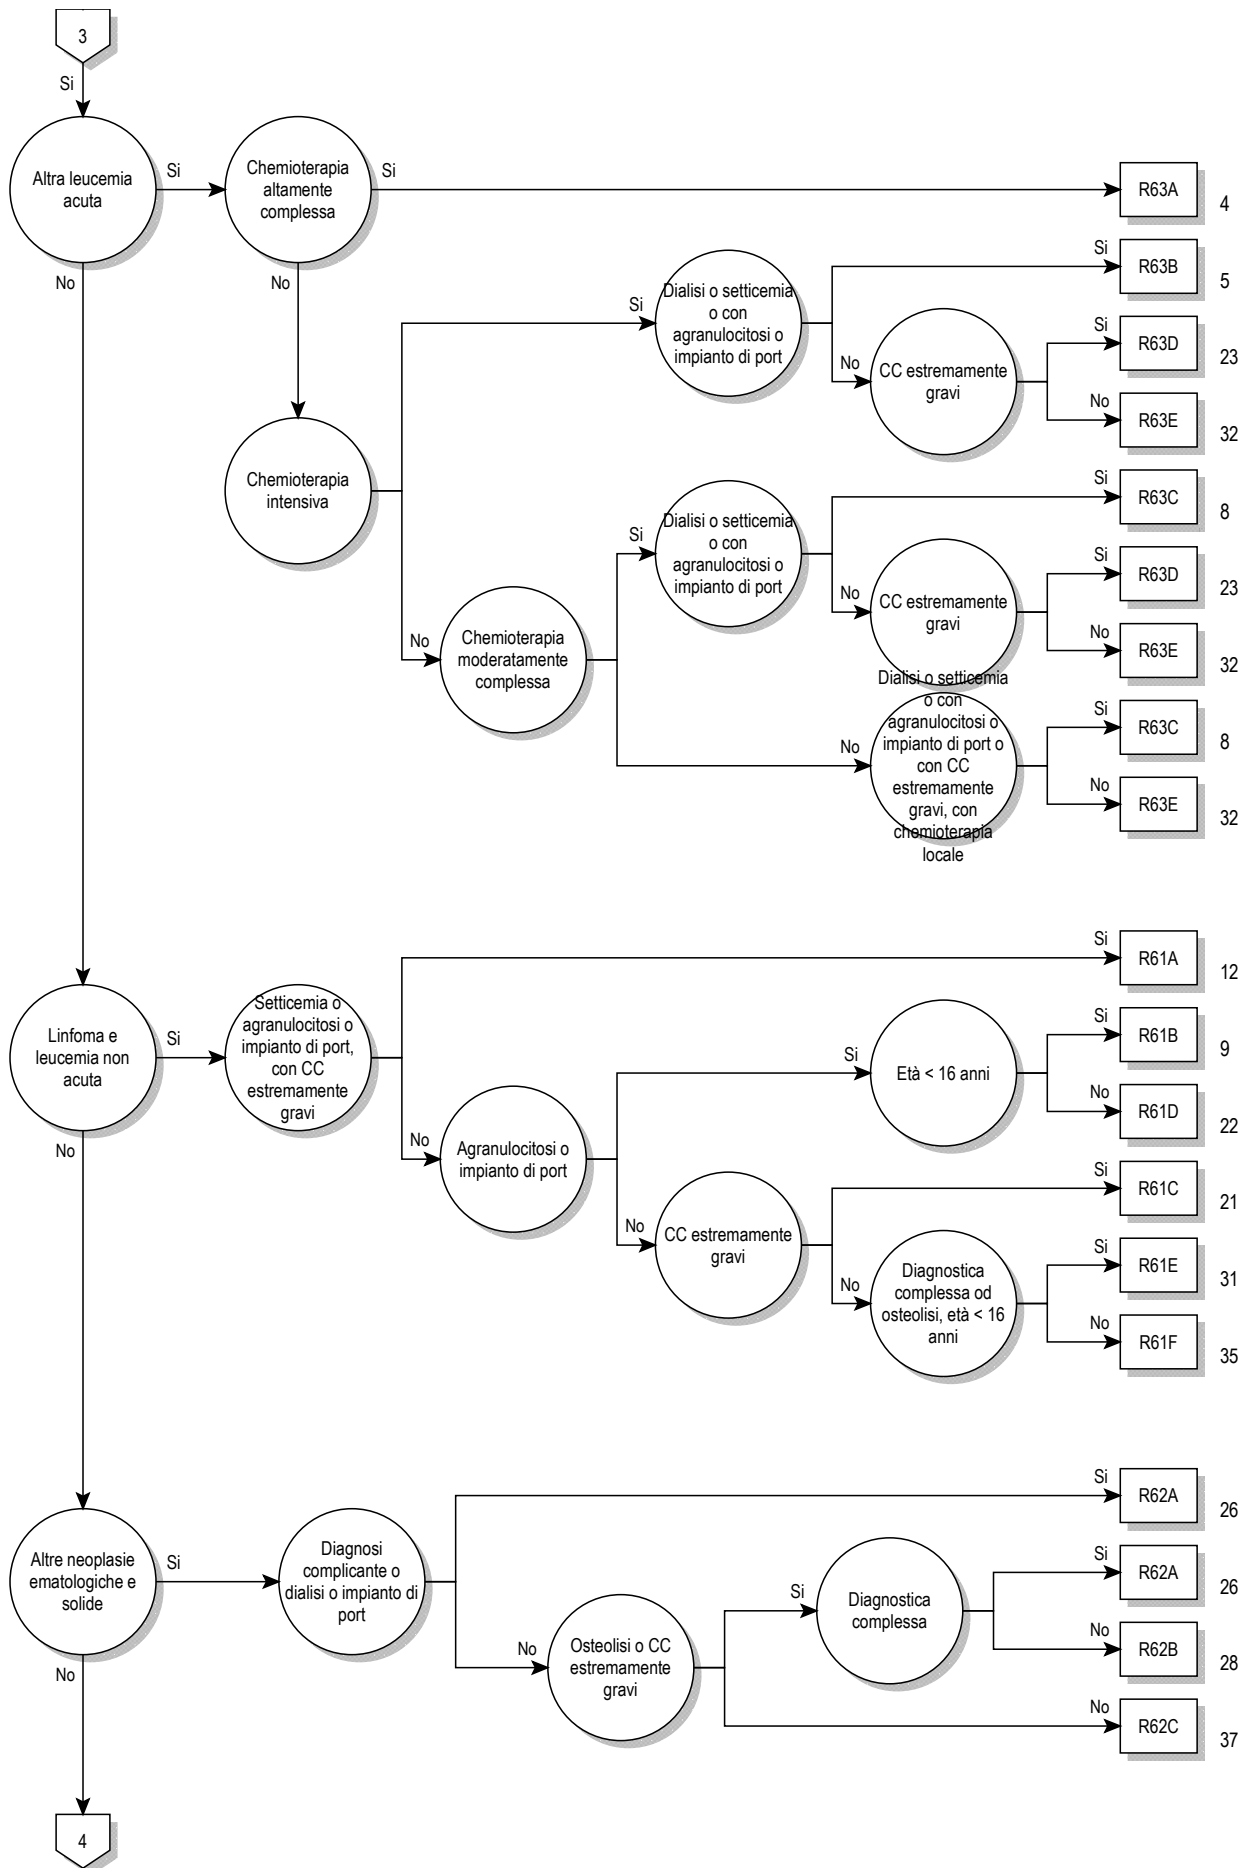 3
Si
Altra leucemia
acuta
Si
Chemioterapia
altamente
complessa
Si
R63A
4
No
No
Chemioterapia
intensiva
Si
Dialisi o setticemia
o con
agranulocitosi o
impianto di port
Si
R63B
5
No
CC estremamente
gravi
Si
R63D
23
No
R63E
32
No
Chemioterapia
moderatamente
complessa
Si
Dialisi o setticemia
o con
agranulocitosi o
impianto di port
Si
R63C
8
No
CC estremamente
gravi
Si
R63D
23
No
R63E
32
No
Dialisi o setticemia
o con
agranulocitosi o
impianto di port o
con CC
estremamente
gravi, con
chemioterapia
locale
Si
R63C
8
No
R63E
32
Linfoma e
leucemia non
acuta
Si
Setticemia o
agranulocitosi o
impianto di port,
con CC
estremamente
gravi
Si
R61A
12
No
Agranulocitosi o
impianto di port
Si
Età < 16 anni
Si
R61B
9
No
R61D
22
No
CC estremamente
gravi
Si
R61C
21
No
Diagnostica
complessa od
osteolisi, età < 16
anni
Si
R61E
31
No
R61F
35
No
Altre neoplasie
ematologiche e
solide
Si
Diagnosi
complicante o
dialisi o impianto di
port
Si
R62A
26
No
Osteolisi o CC
estremamente
gravi
Si
Diagnostica
complessa
Si
R62A
26
No
R62B
28
No
R62C
37
No
4